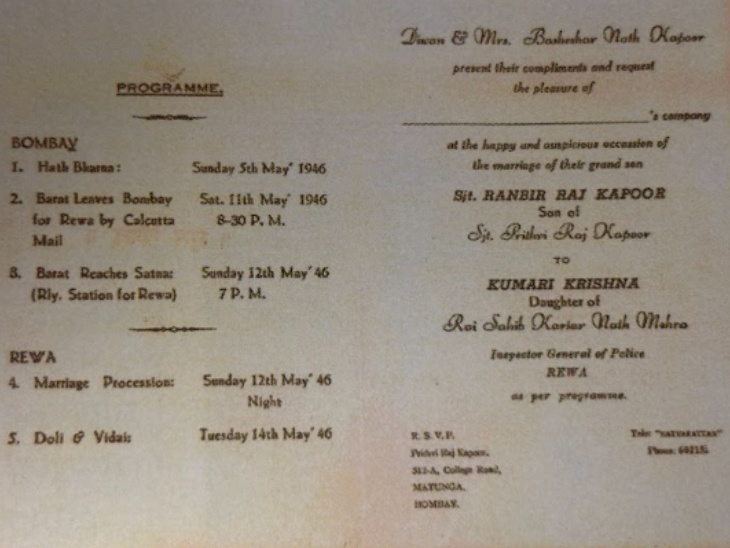 PROGRAMME.
BOMBAY
1. Hath Bharna: Sunday 5th May' 1946
2. Barat Leaves Bombay Sat. 11th May' 1946
for Rewa by Calcutta 8-30 P. M.
Mail
3. Barat Reaches Satna: Sunday 12th May' 46
(Rly. Station for Rewa) 7 P. M.
REWA
4. Marriage Procession: Sunday 12th May' 46
Night
5. Doli & Vidai: Tuesday 14th May' 46
Diwan & Mrs. Basheshar Nath Kapoor
present their compliments and request
the pleasure of
's company
at the happy and auspicious occasion of
the marriage of their grand son
Sjt. RANBIR RAJ KAPOOR
Son of
Sjt. Prithvi Raj Kapoor
TO
KUMARI KRISHNA
Daughter of
Rai Sahib Kartar Nath Mehra
Inspector General of Police
REWA
as per programme.
R. S. V. P.
Prithvi Raj Kapoor,
College Road,
MATUNGA.
BOMBAY.
Tele:
Phone: